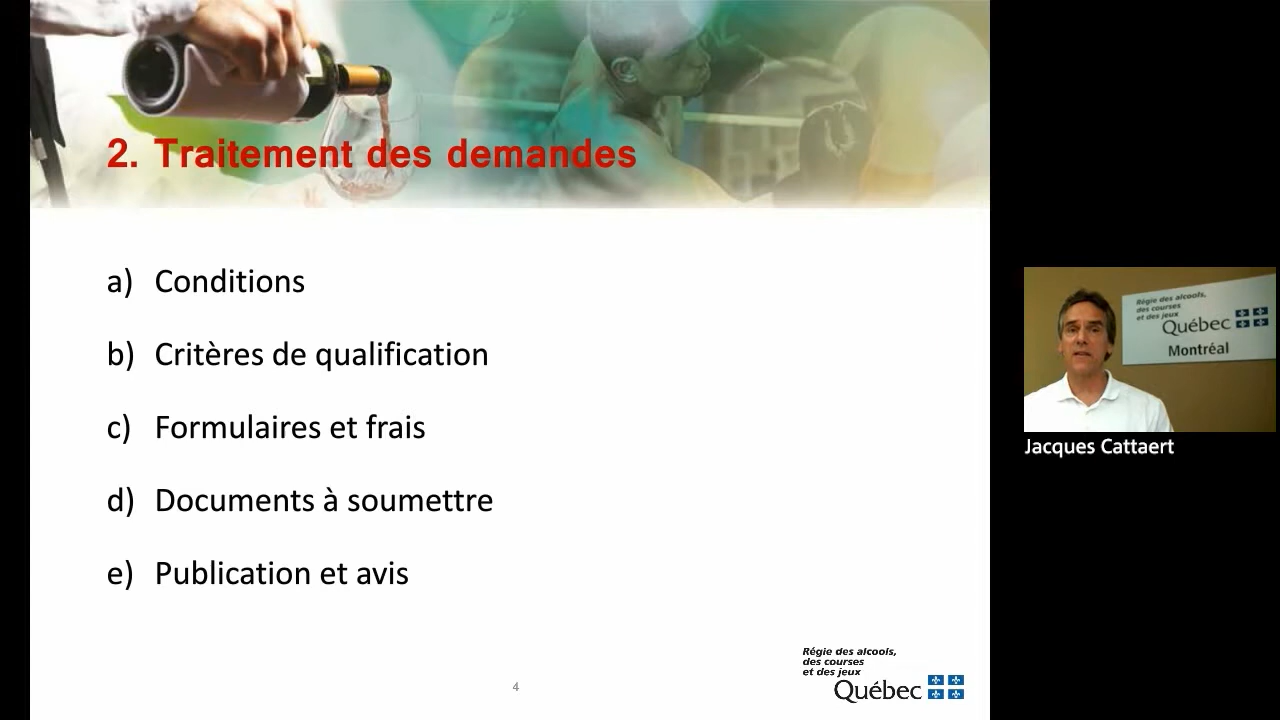 2. Traitement des demandes
a) Conditions
b) Critères de qualification
c) Formulaires et frais
d) Documents à soumettre
e) Publication et avis
4
Régie des alcools,
des courses
et des jeux
Québec
Régie des alcools,
des courses
et des jeux
Québec
Montréal
Jacques Cattaert